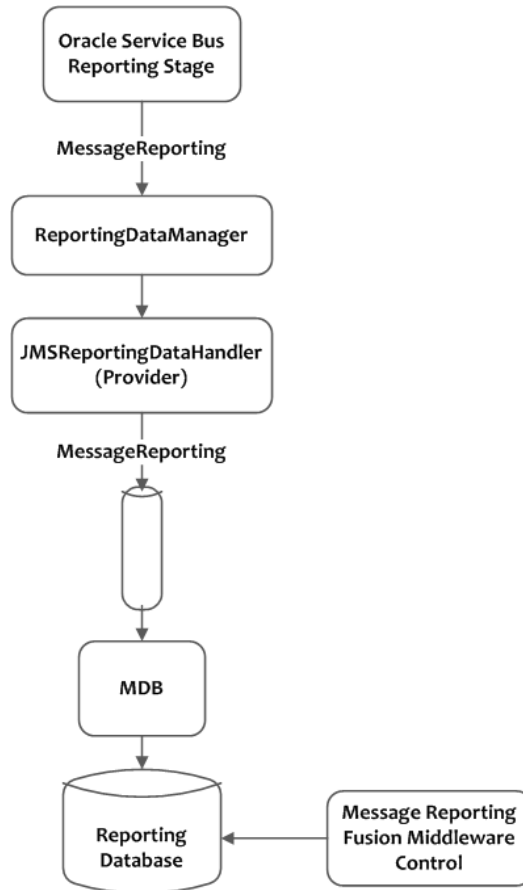 Oracle Service Bus
Reporting Stage
MessageReporting
ReportingDataManager
JMSReportingDataHandler
(Provider)
MessageReporting
MDB
Reporting
Database
Message Reporting
Fusion Middleware
Control